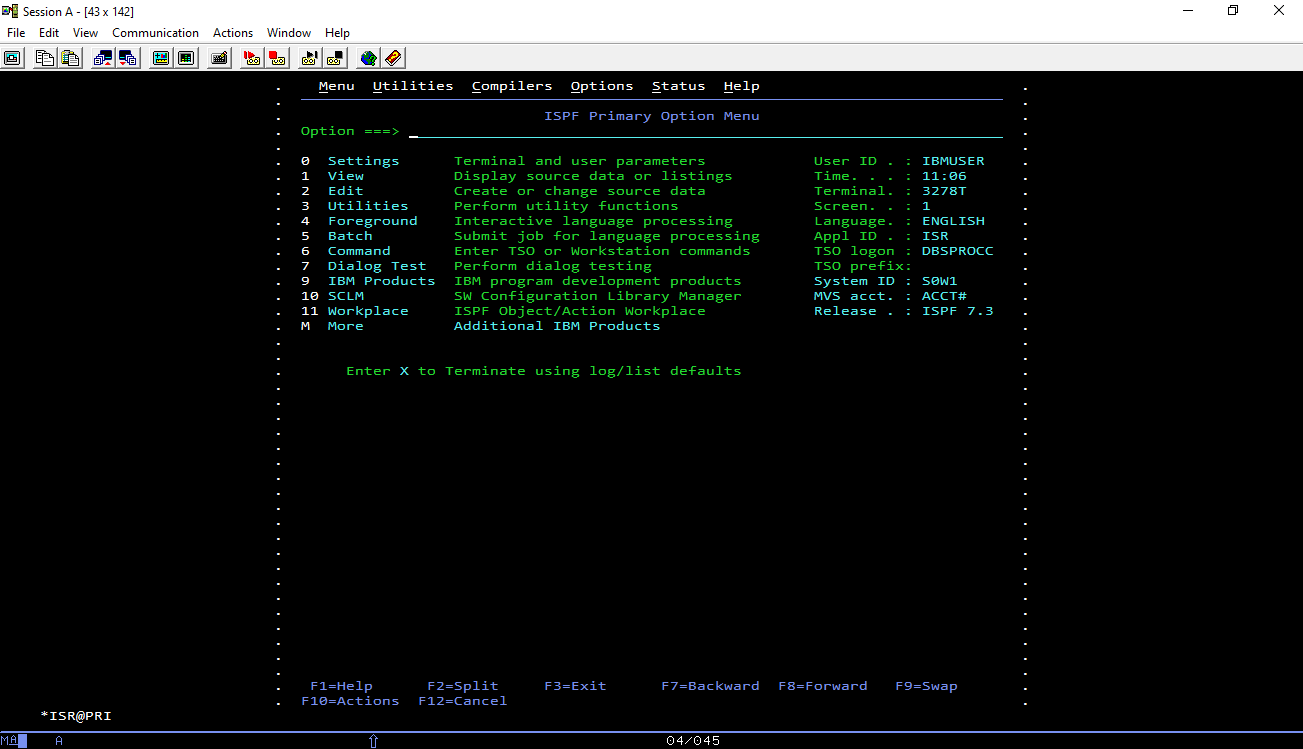 Session A - [43 x 142]
File Edit View Communication Actions Window Help
Menu Utilities Compilers Options Status Help
ISPF Primary Option Menu
Option ===>
0 Settings Terminal and user parameters User ID . : IBMUSER
1 View Display source data or listings Time. . . : 11:06
2 Edit Create or change source data Terminal. : 3278T
3 Utilities Perform utility functions Screen. . : 1
4 Foreground Interactive language processing Language. : ENGLISH
5 Batch Submit job for language processing Appl ID . : ISR
6 Command Enter TSO or Workstation commands TSO logon : DBSPROCC
7 Dialog Test Perform dialog testing TSO prefix:
9 IBM Products IBM program development products System ID : S0W1
10 SCLM SW Configuration Library Manager MVS acct. : ACCT#
11 Workplace ISPF Object/Action Workplace Release . : ISPF 7.3
M More Additional IBM Products
Enter X to Terminate using log/list defaults
F1=Help F2=Split F3=Exit F7=Backward F8=Forward F9=Swap
F10=Actions F12=Cancel
*ISR@PRI
MA A 04/045